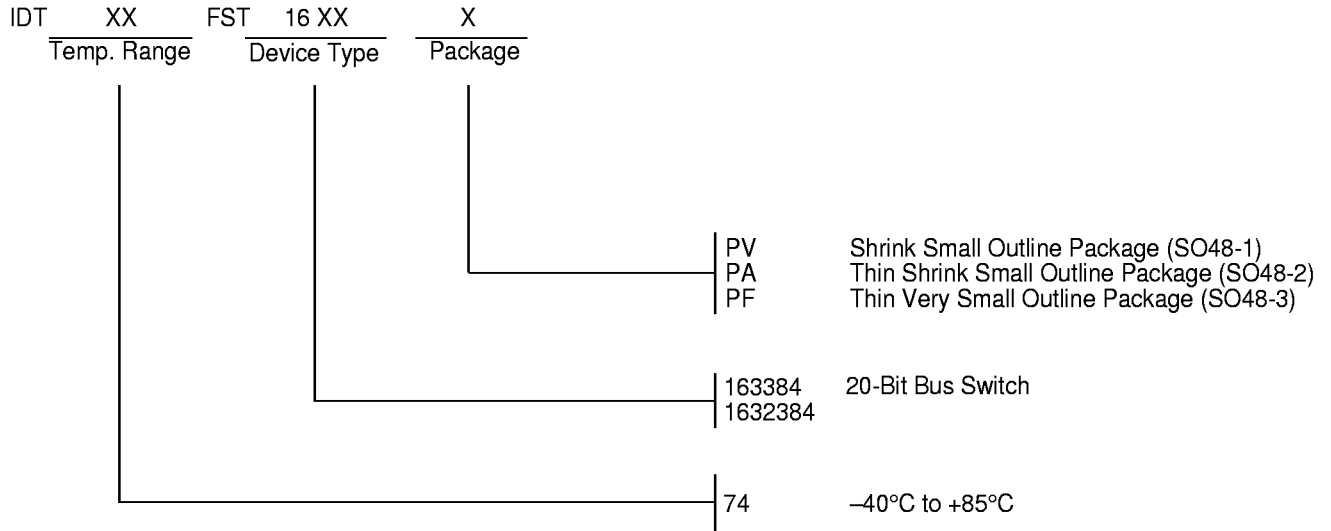 IDT XX FST 16 XX X
Temp. Range Device Type Package
PV Shrink Small Outline Package (SO48-1)
PA Thin Shrink Small Outline Package (SO48-2)
PF Thin Very Small Outline Package (SO48-3)
163384 20-Bit Bus Switch
1632384
74 –40°C to +85°C